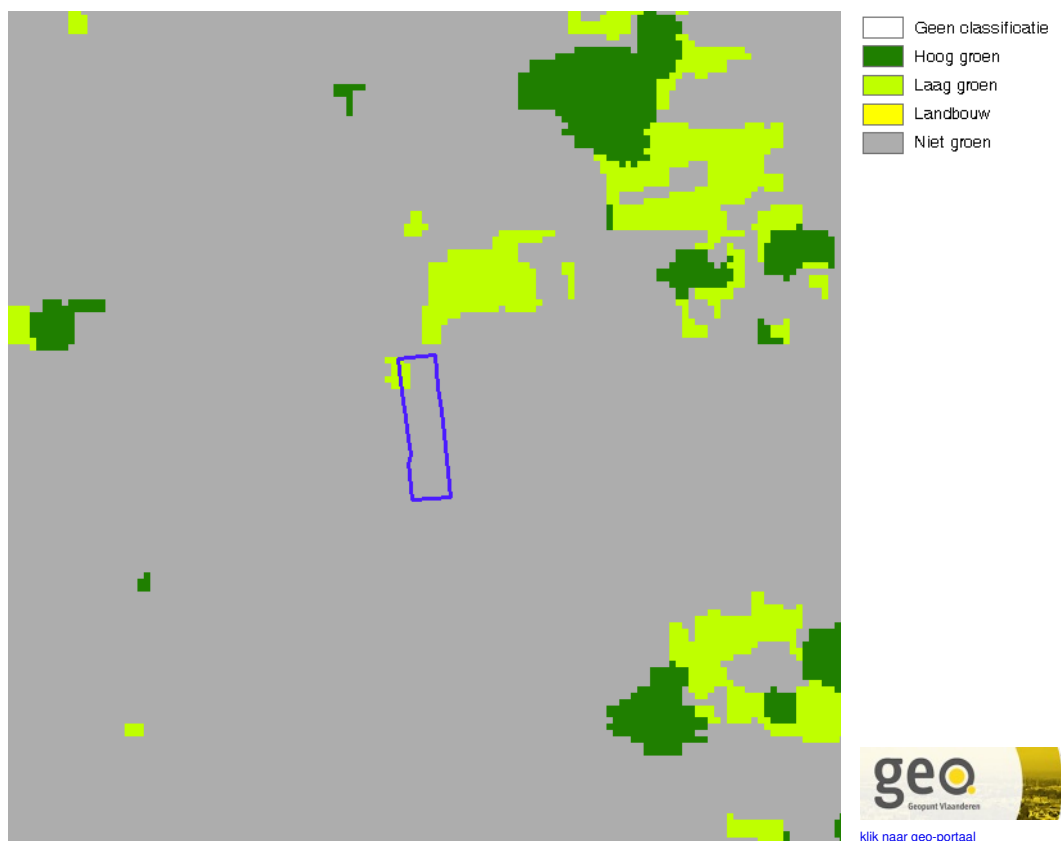 Geen classificatie
Hoog groen
Laag groen
Landbouw
Niet groen
geo
Geopunt Vlaanderen
klik naar geo-portaal